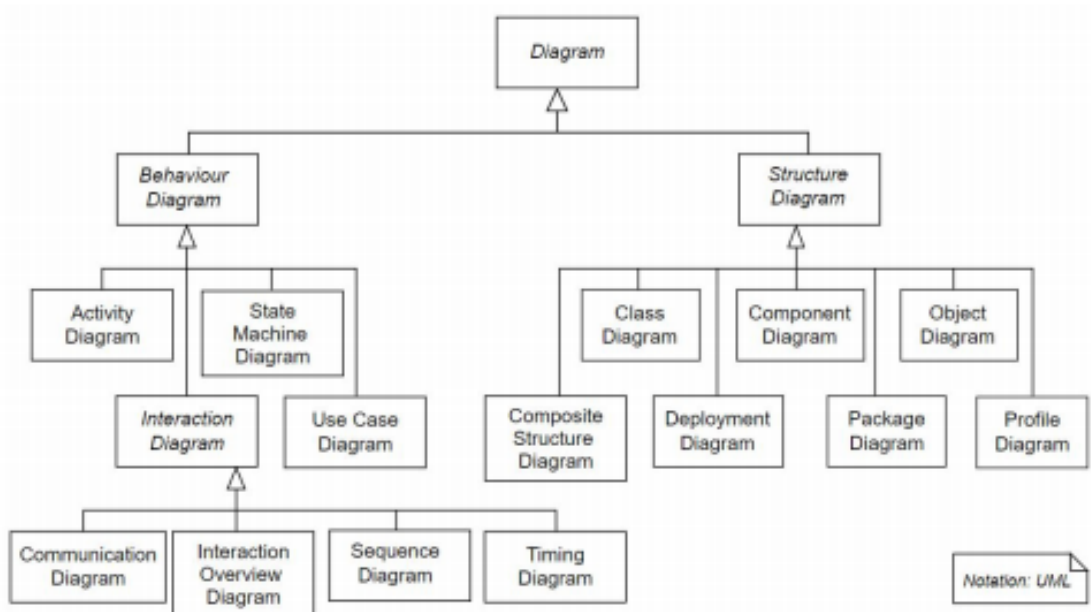 Diagram
Behaviour
Diagram
Structure
Diagram
Activity
Diagram
State
Machine
Diagram
Class
Diagram
Component
Diagram
Object
Diagram
Interaction
Diagram
Use Case
Diagram
Composite
Structure
Diagram
Deployment
Diagram
Package
Diagram
Profile
Diagram
Communication
Diagram
Interaction
Overview
Diagram
Sequence
Diagram
Timing
Diagram
Notation: UML